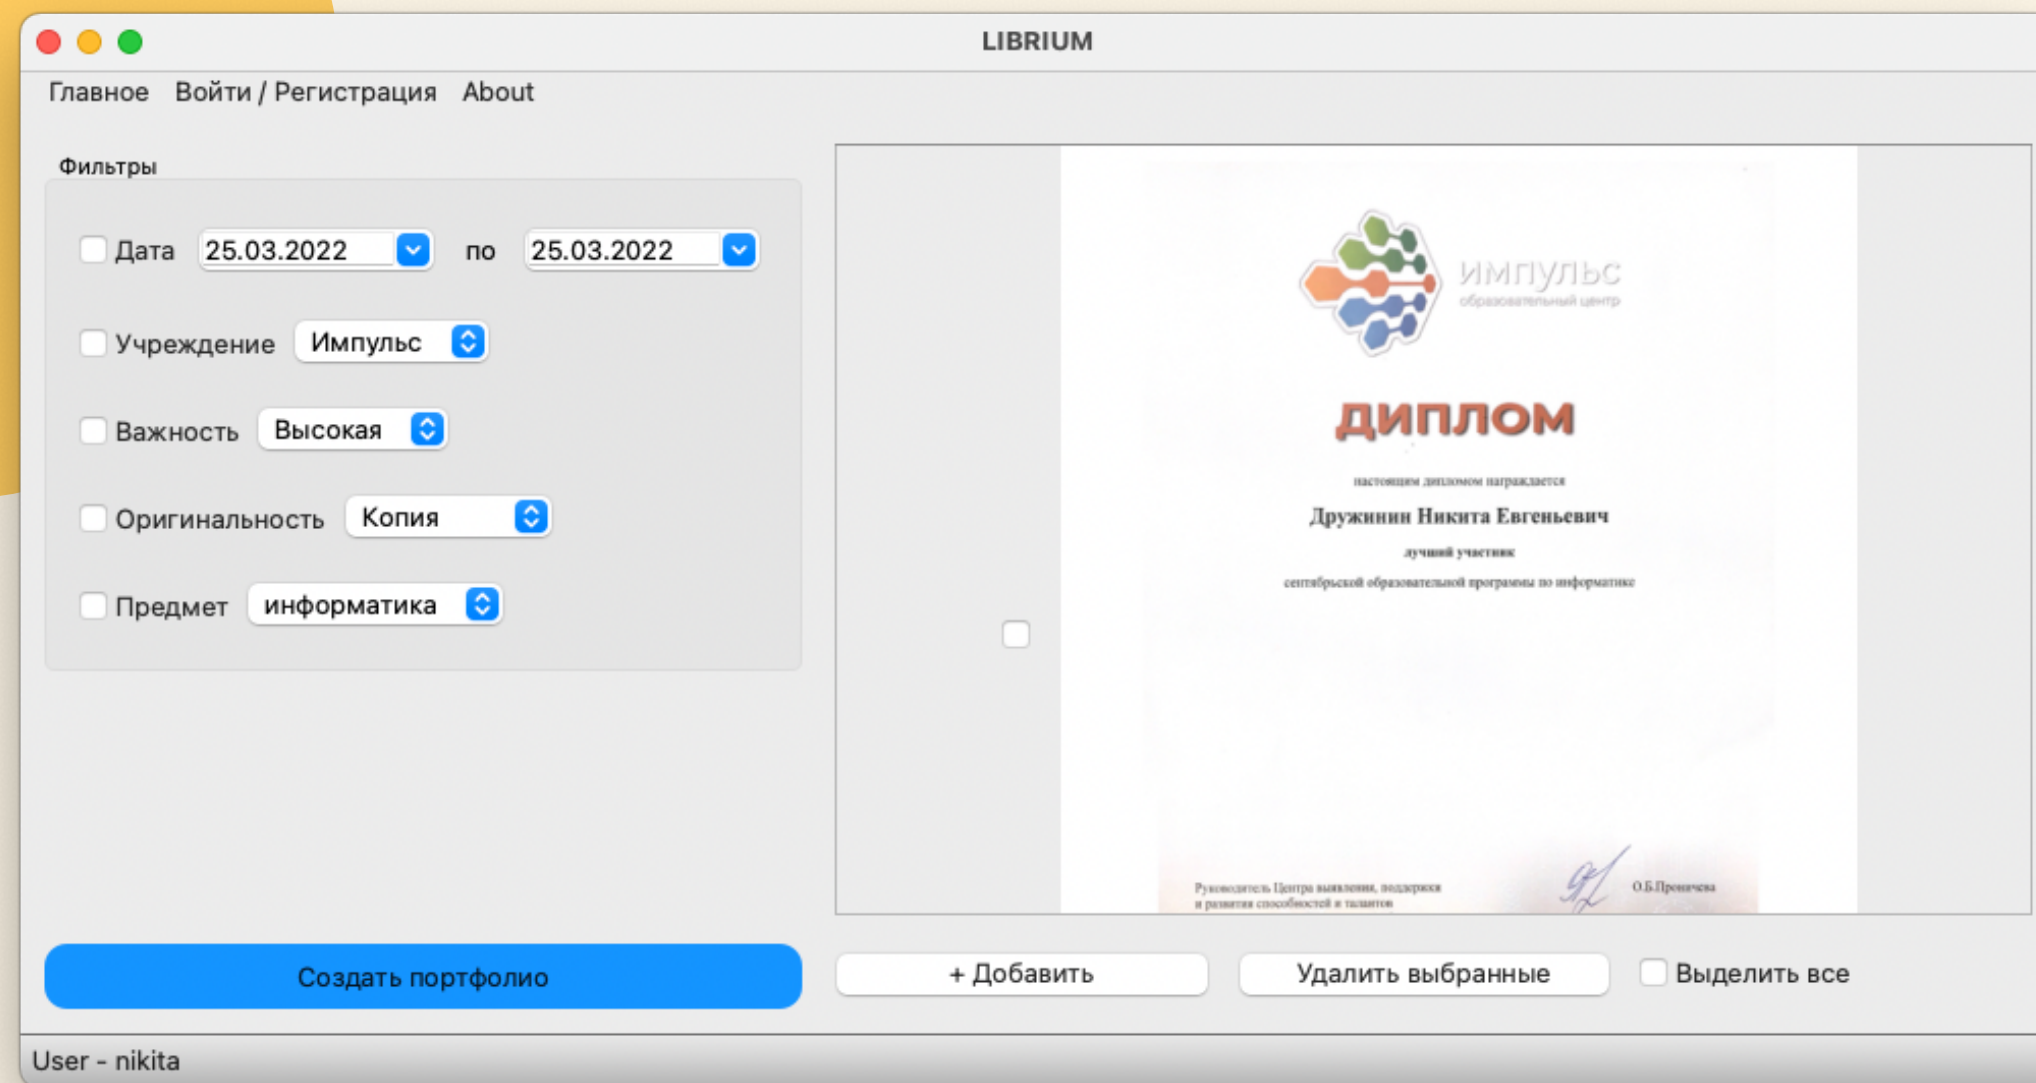 LIBRIUM
Главное Войти / Регистрация About
Фильтры
Дата 25.03.2022 по 25.03.2022
Учреждение Импульс
Важность Высокая
Оригинальность Копия
Предмет информатика
ИМПУЛЬС
образовательный центр
ДИПЛОМ
настоящим дипломом награждается
Дружинин Никита Евгеньевич
лучший участник
сентябрьской образовательной программы по информатике
Руководитель Центра выявления, поддержки
и развития способностей и талантов
О.Б.Проничева
Создать портфолио
+ Добавить
Удалить выбранные
Выделить все
User - nikita